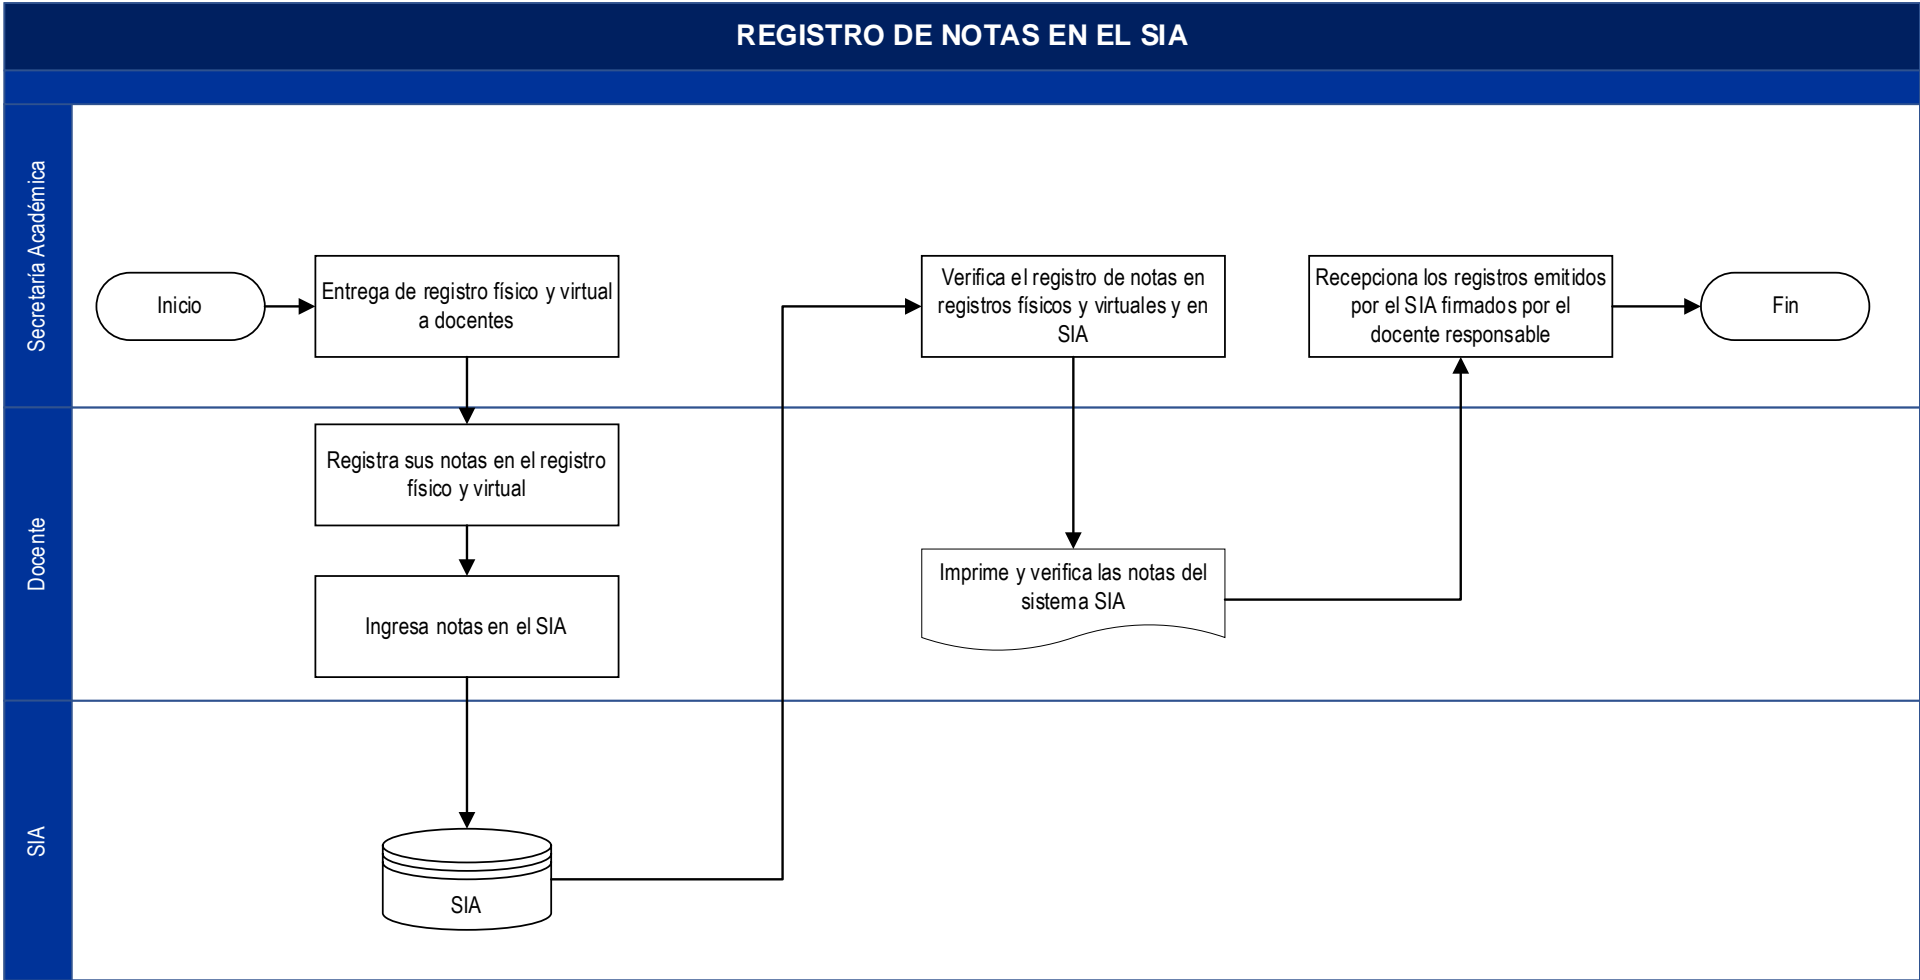 REGISTRO DE NOTAS EN EL SIA
Secretaría Académica
Inicio
Entrega de registro físico y virtual
a docentes
Verifica el registro de notas en
registros físicos y virtuales y en
SIA
Recepciona los registros emitidos
por el SIA firmados por el
docente responsable
Fin
Docente
Registra sus notas en el registro
físico y virtual
Ingresa notas en el SIA
Imprime y verifica las notas del
sistema SIA
SIA
SIA